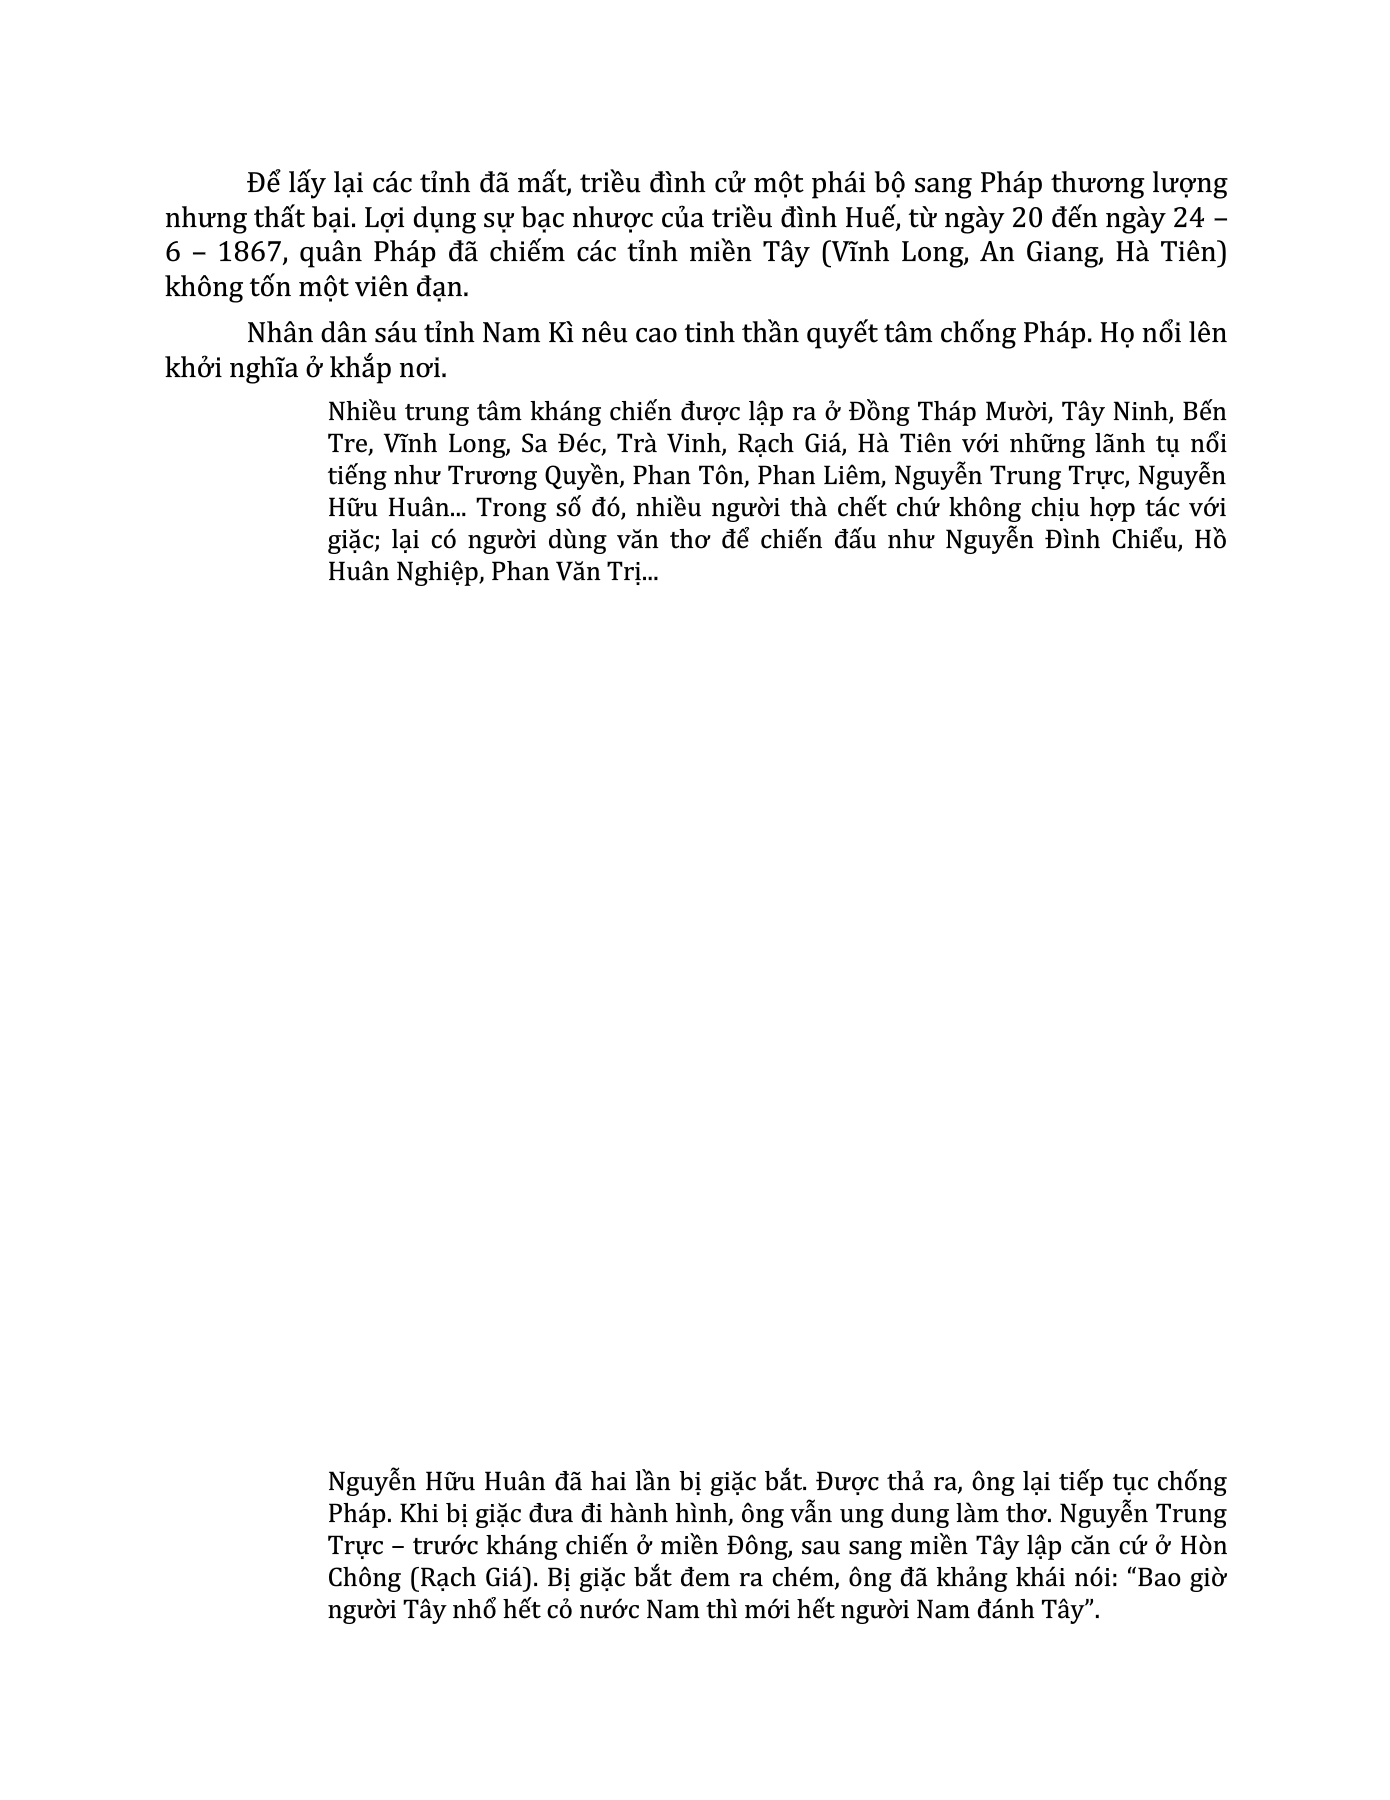 Để lấy lại các tỉnh đã mất, triều đình cử một phái bộ sang Pháp thương lượng
nhưng thất bại. Lợi dụng sự bạc nhược của triều đình Huế, từ ngày 20 đến ngày 24 –
6 – 1867, quân Pháp đã chiếm các tỉnh miền Tây (Vĩnh Long, An Giang, Hà Tiên)
không tốn một viên đạn.
Nhân dân sáu tỉnh Nam Kì nêu cao tinh thần quyết tâm chống Pháp. Họ nổi lên
khởi nghĩa ở khắp nơi.
Nhiều trung tâm kháng chiến được lập ra ở Đồng Tháp Mười, Tây Ninh, Bến
Tre, Vĩnh Long, Sa Đéc, Trà Vinh, Rạch Giá, Hà Tiên với những lãnh tụ nổi
tiếng như Trương Quyền, Phan Tôn, Phan Liêm, Nguyễn Trung Trực, Nguyễn
Hữu Huân... Trong số đó, nhiều người thà chết chứ không chịu hợp tác với
giặc; lại có người dùng văn thơ để chiến đấu như Nguyễn Đình Chiểu, Hồ
Huân Nghiệp, Phan Văn Trị...
Nguyễn Hữu Huân đã hai lần bị giặc bắt. Được thả ra, ông lại tiếp tục chống
Pháp. Khi bị giặc đưa đi hành hình, ông vẫn ung dung làm thơ. Nguyễn Trung
Trực – trước kháng chiến ở miền Đông, sau sang miền Tây lập căn cứ ở Hòn
Chông (Rạch Giá). Bị giặc bắt đem ra chém, ông đã khảng khái nói: “Bao giờ
người Tây nhổ hết cỏ nước Nam thì mới hết người Nam đánh Tây”.